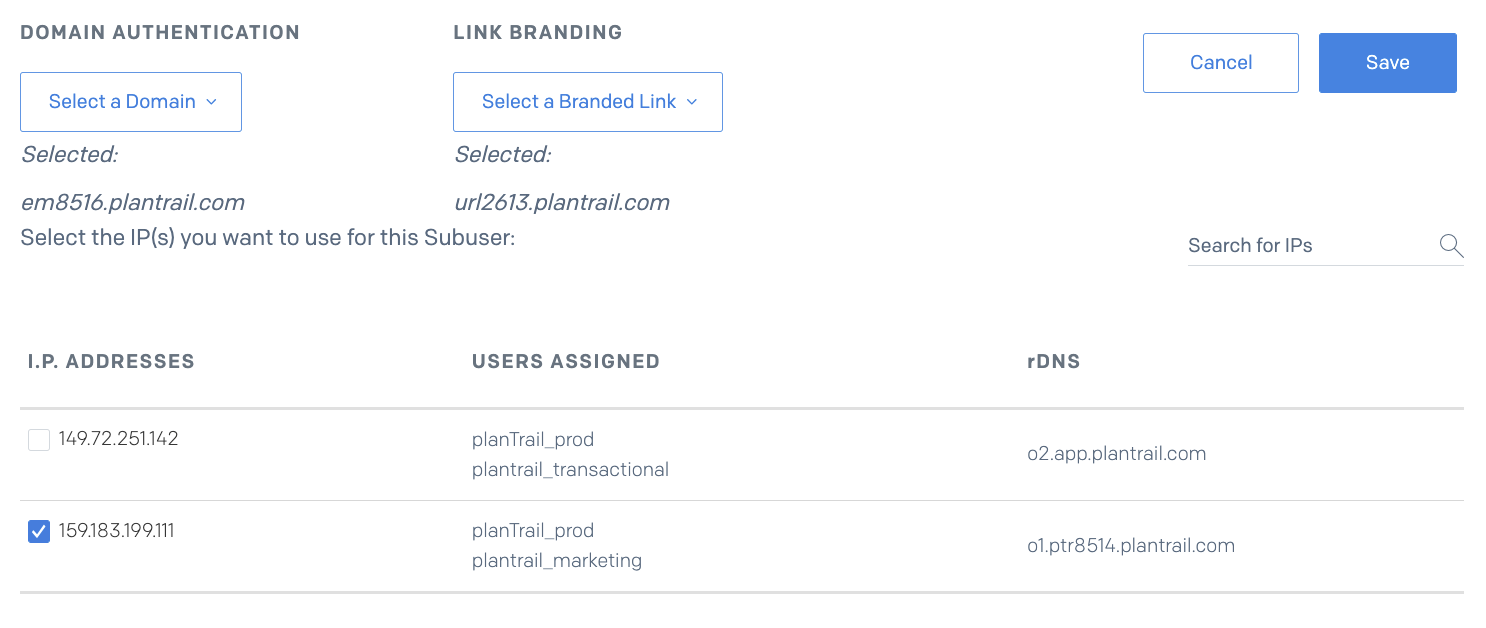 DOMAIN AUTHENTICATION
LINK BRANDING
Cancel
Save
Select a Domain
Select a Branded Link
Selected:
Selected:
em8516.plantrail.com
url2613.plantrail.com
Select the IP(s) you want to use for this Subuser:
Search for IPs
I.P. ADDRESSES
USERS ASSIGNED
rDNS
149.72.251.142
planTrail_prod
plantrail_transactional
o2.app.plantrail.com
159.183.199.111
planTrail_prod
plantrail_marketing
o1.ptr8514.plantrail.com